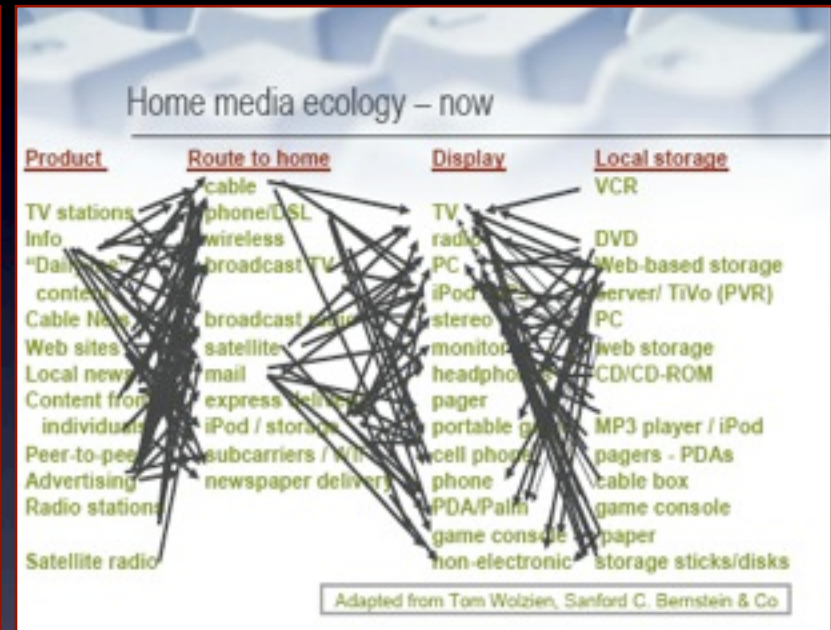 Home media ecology – now
Product
TV stations
Info
"Dail
content
Cable Ne
Web sites
Local news
Content from
individuals
Peer-to-peer
Advertising
Radio stations
Satellite radio
Route to home
cable
phone/DSL
wireless
broadcast TV
broadcast
satellite
mail
express delivery
iPod / storage
subcarriers /
newspaper delivery
Display
TV
radio
PC
iPod
stereo
monitor
headphones
pager
portable
cell phone
phone
PDA/Palm
game console
non-electronic
Local storage
VCR
DVD
Web-based storage
server/ TiVo (PVR)
PC
web storage
CD/CD-ROM
MP3 player / iPod
pagers - PDAs
cable box
game console
paper
storage sticks/disks
Adapted from Tom Wolzien, Sanford C. Bernstein & Co